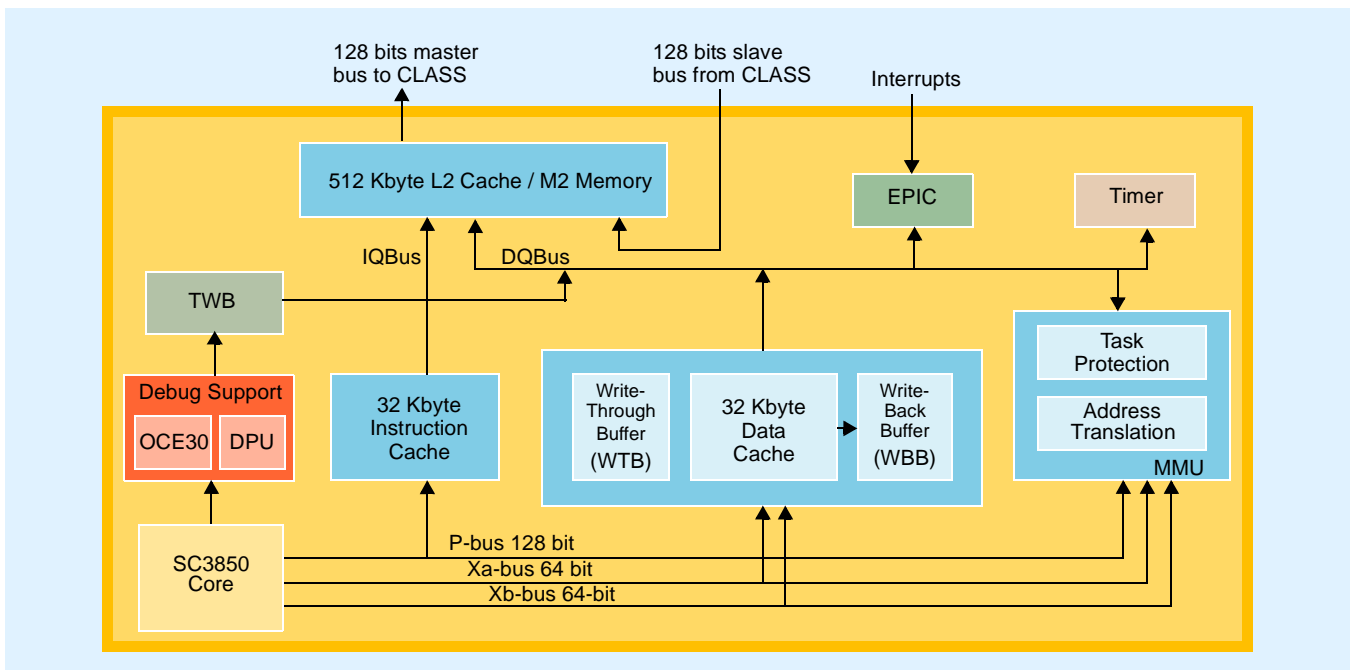 128 bits master
bus to CLASS
128 bits slave
bus from CLASS
Interrupts
512 Kbyte L2 Cache / M2 Memory
EPIC
Timer
IQBus
DQBus
TWB
Task
Protection
Address
Translation
MMU
Debug Support
OCE30
DPU
32 Kbyte
Instruction
Cache
Write-
Through
Buffer
(WTB)
32 Kbyte
Data
Cache
Write-
Back
Buffer
(WBB)
SC3850
Core
P-bus 128 bit
Xa-bus 64 bit
Xb-bus 64-bit